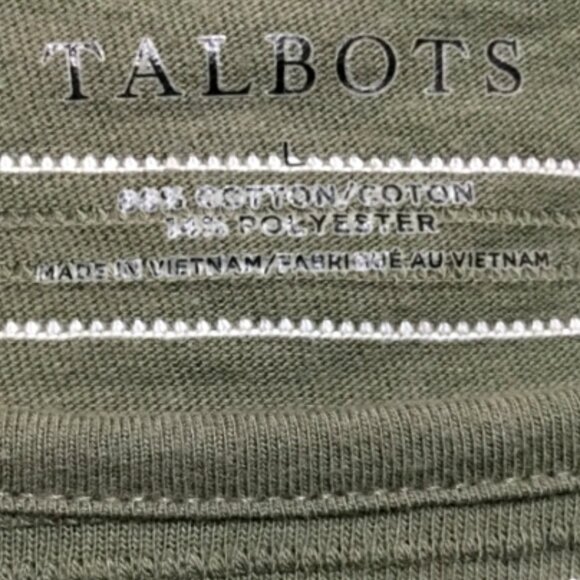 TALBOTS
L
COTTON/COTON
POLYESTER
MADE IN VIETNAM/FABRIQUÉ AU VIETNAM